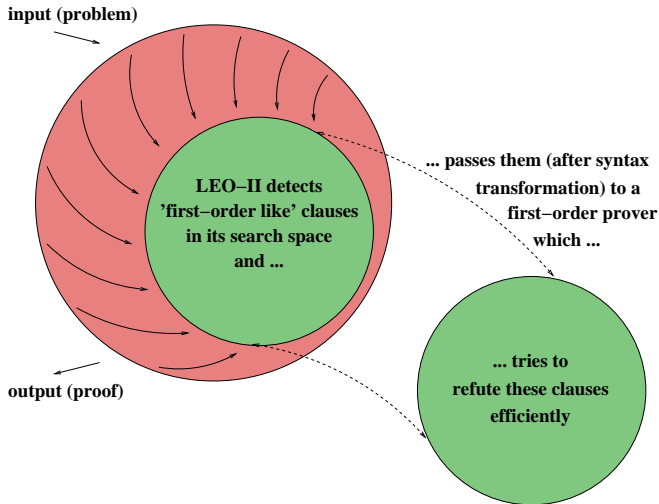 input (problem)
LEO−II detects
'first−order like' clauses
in its search space
and ...
... passes them (after syntax
transformation) to a
first−order prover
which ...
... tries to
refute these clauses
efficiently
output (proof)